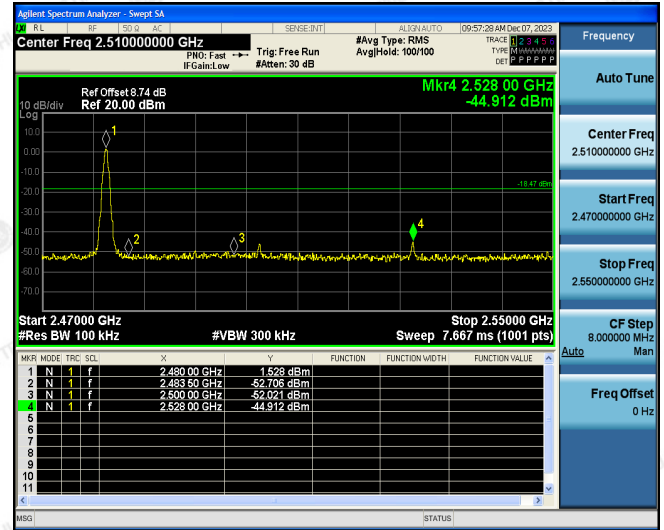 Agilent Spectrum Analyzer - Swept SA
RL RF 50 Ω AC SENSE:INT ALIGN AUTO 09:57:28 AM Dec 07, 2023
Center Freq 2.510000000 GHz
PNO: Fast
IFGain:Low
Trig: Free Run
#Atten: 30 dB
#Avg Type: RMS
Avg|Hold: 100/100
TRACE 1 2 3 4 5 6
TYPE M
DET P P P P P P
Frequency
Auto Tune
Center Freq
2.510000000 GHz
Start Freq
2.470000000 GHz
Stop Freq
2.550000000 GHz
CF Step
8.000000 MHz
Auto Man
Freq Offset
0 Hz
Mkr4 2.528 00 GHz
-44.912 dBm
Ref Offset 8.74 dB
Ref 20.00 dBm
10 dB/div
Log
10.0
0.00
-10.0
-20.0
-30.0
-40.0
-50.0
-60.0
-70.0
1
2
3
4
-18.47 dBm
Start 2.47000 GHz Stop 2.55000 GHz
#Res BW 100 kHz #VBW 300 kHz Sweep 7.667 ms (1001 pts)
MKR MODE TRC SCL X Y FUNCTION FUNCTION WIDTH FUNCTION VALUE
1 N 1 f 2.480 00 GHz 1.528 dBm
2 N 1 f 2.483 50 GHz -52.706 dBm
3 N 1 f 2.500 00 GHz -52.021 dBm
4 N 1 f 2.528 00 GHz -44.912 dBm
5
6
7
8
9
10
11
MSG STATUS